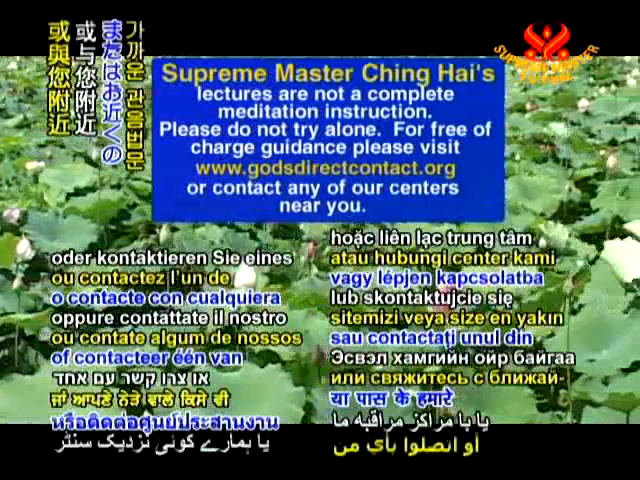 或與您附近
或与您附近
またはお近くの
가까운 관음법문
SUPREME MASTER
Supreme Master Ching Hai's
lectures are not a complete
meditation instruction.
Please do not try alone. For free of
charge guidance please visit
www.godsdirectcontact.org
or contact any of our centers
near you.
oder kontaktieren Sie eines
ou contactez l'un de
o contacte con cualquiera
oppure contattate il nostro
ou contate algum de nossos
of contacteer één van
או צרו קשר עם אחד
ਜਾਂ ਆਪਣੇ ਨੇੜੇ ਵਾਲੇ ਕਿਸੇ ਵੀ
หรือติดต่อศูนย์ประสานงาน
یا ہمارے کوئی نزدیک سنٹر
hoặc liên lạc trung tâm
atau hubungi center kami
vagy lépjen kapcsolatba
lub skontaktujcie się
sitemizi veya size en yakın
sau contactaţi unul din
Эсвэл хамгийн ойр байгаа
или свяжитесь с ближай-
या पास के हमारे
یا با مراکز مراقبه ما
أو اتصلوا بأي من